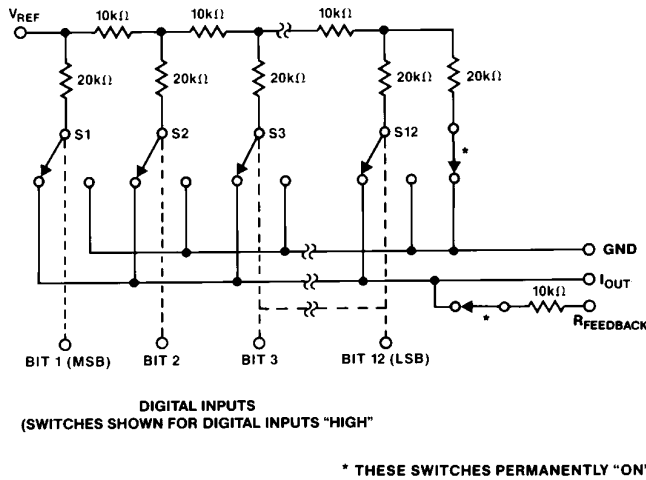 VREF
10kΩ 10kΩ 10kΩ
20kΩ 20kΩ 20kΩ 20kΩ 20kΩ
S1 S2 S3 S12
*
GND
IOUT
10kΩ
*
RFEEDBACK
BIT 1 (MSB) BIT 2 BIT 3 BIT 12 (LSB)
DIGITAL INPUTS
(SWITCHES SHOWN FOR DIGITAL INPUTS “HIGH”
* THESE SWITCHES PERMANENTLY “ON”